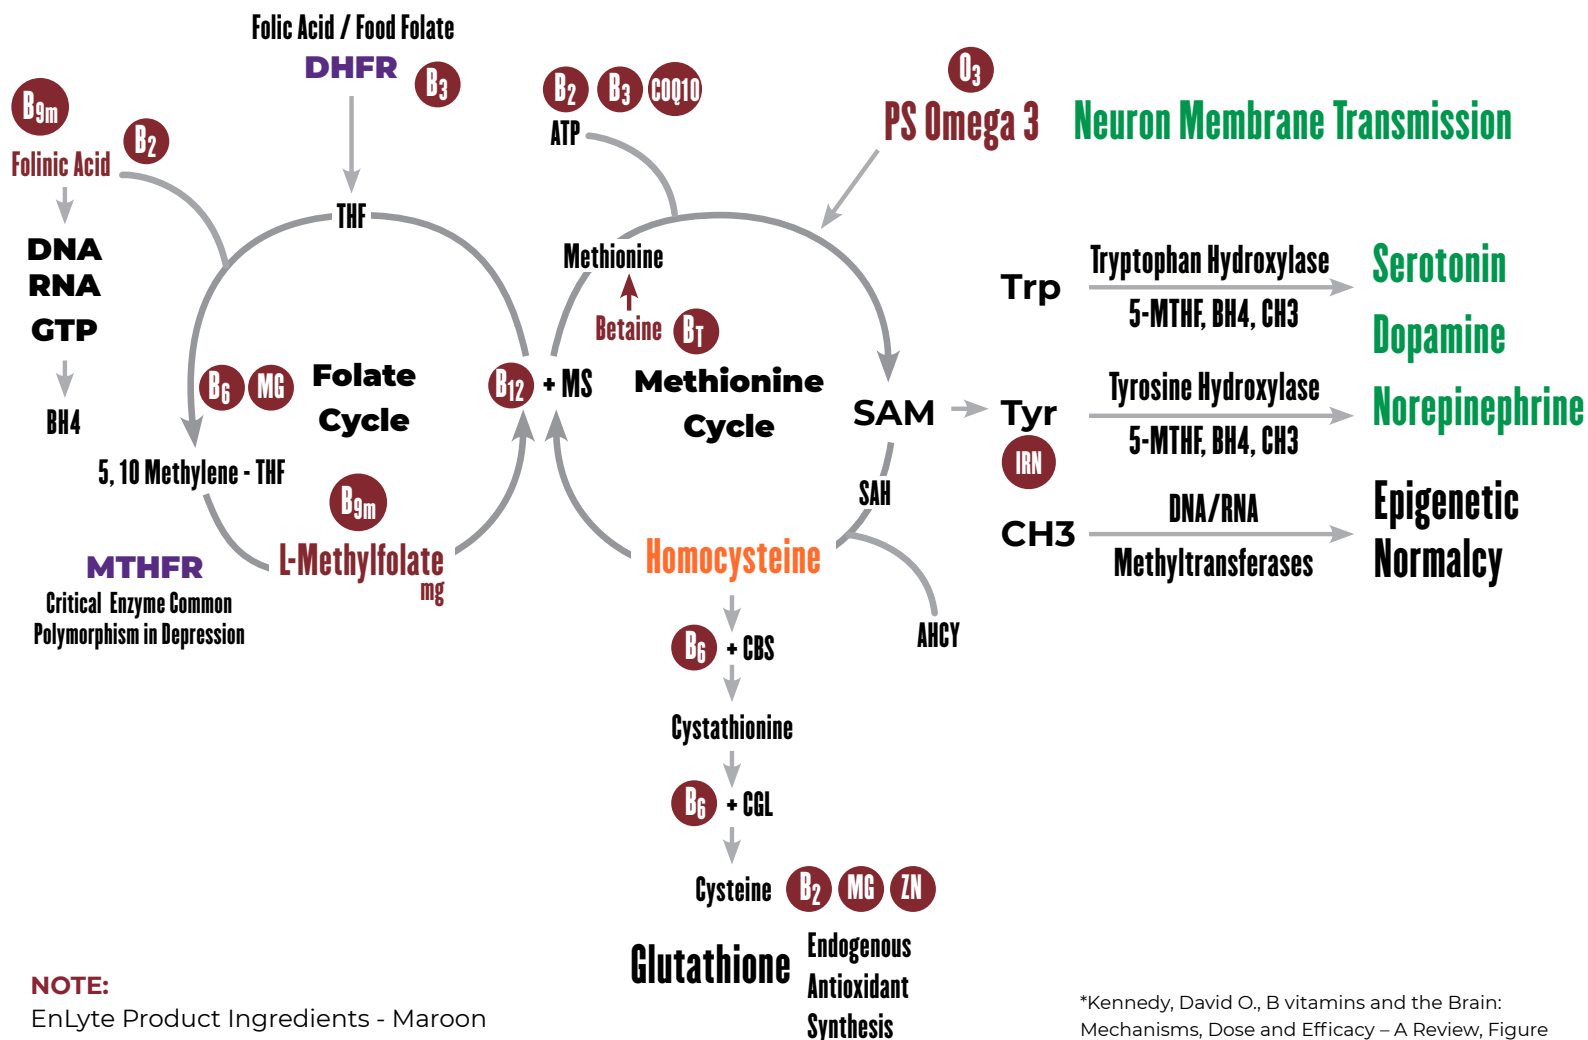 Folic Acid / Food Folate
DHFR
B3
B9m
B2
Folinic Acid
DNA
RNA
GTP
BH4
THF
B6
MG
Folate
Cycle
5, 10 Methylene - THF
B9m
L-Methylfolate
mg
MTHFR
Critical Enzyme Common
Polymorphism in Depression
B2
B3
COQ10
ATP
O3
PS Omega 3
Neuron Membrane Transmission
Methionine
Betaine
BT
B12 + MS
Methionine
Cycle
SAM
SAH
Homocysteine
AHCY
B6 + CBS
Cystathionine
B6 + CGL
Cysteine
B2
MG
ZN
Glutathione
Endogenous
Antioxidant
Synthesis
Trp
Tryptophan Hydroxylase
5-MTHF, BH4, CH3
Serotonin
Dopamine
Tyr
IRN
Tyrosine Hydroxylase
5-MTHF, BH4, CH3
Norepinephrine
CH3
DNA/RNA
Methyltransferases
Epigenetic
Normalcy
NOTE:
EnLyte Product Ingredients - Maroon
*Kennedy, David O., B vitamins and the Brain:
Mechanisms, Dose and Efficacy – A Review, Figure